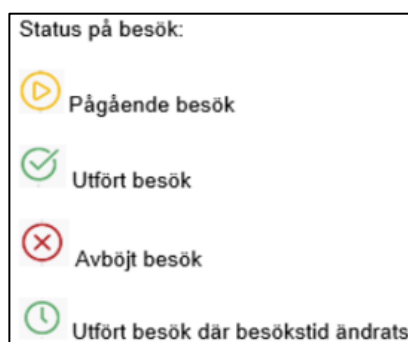 Status på besök:
Pågående besök
Utfört besök
Avböjt besök
Utfört besök där besökstid ändrats